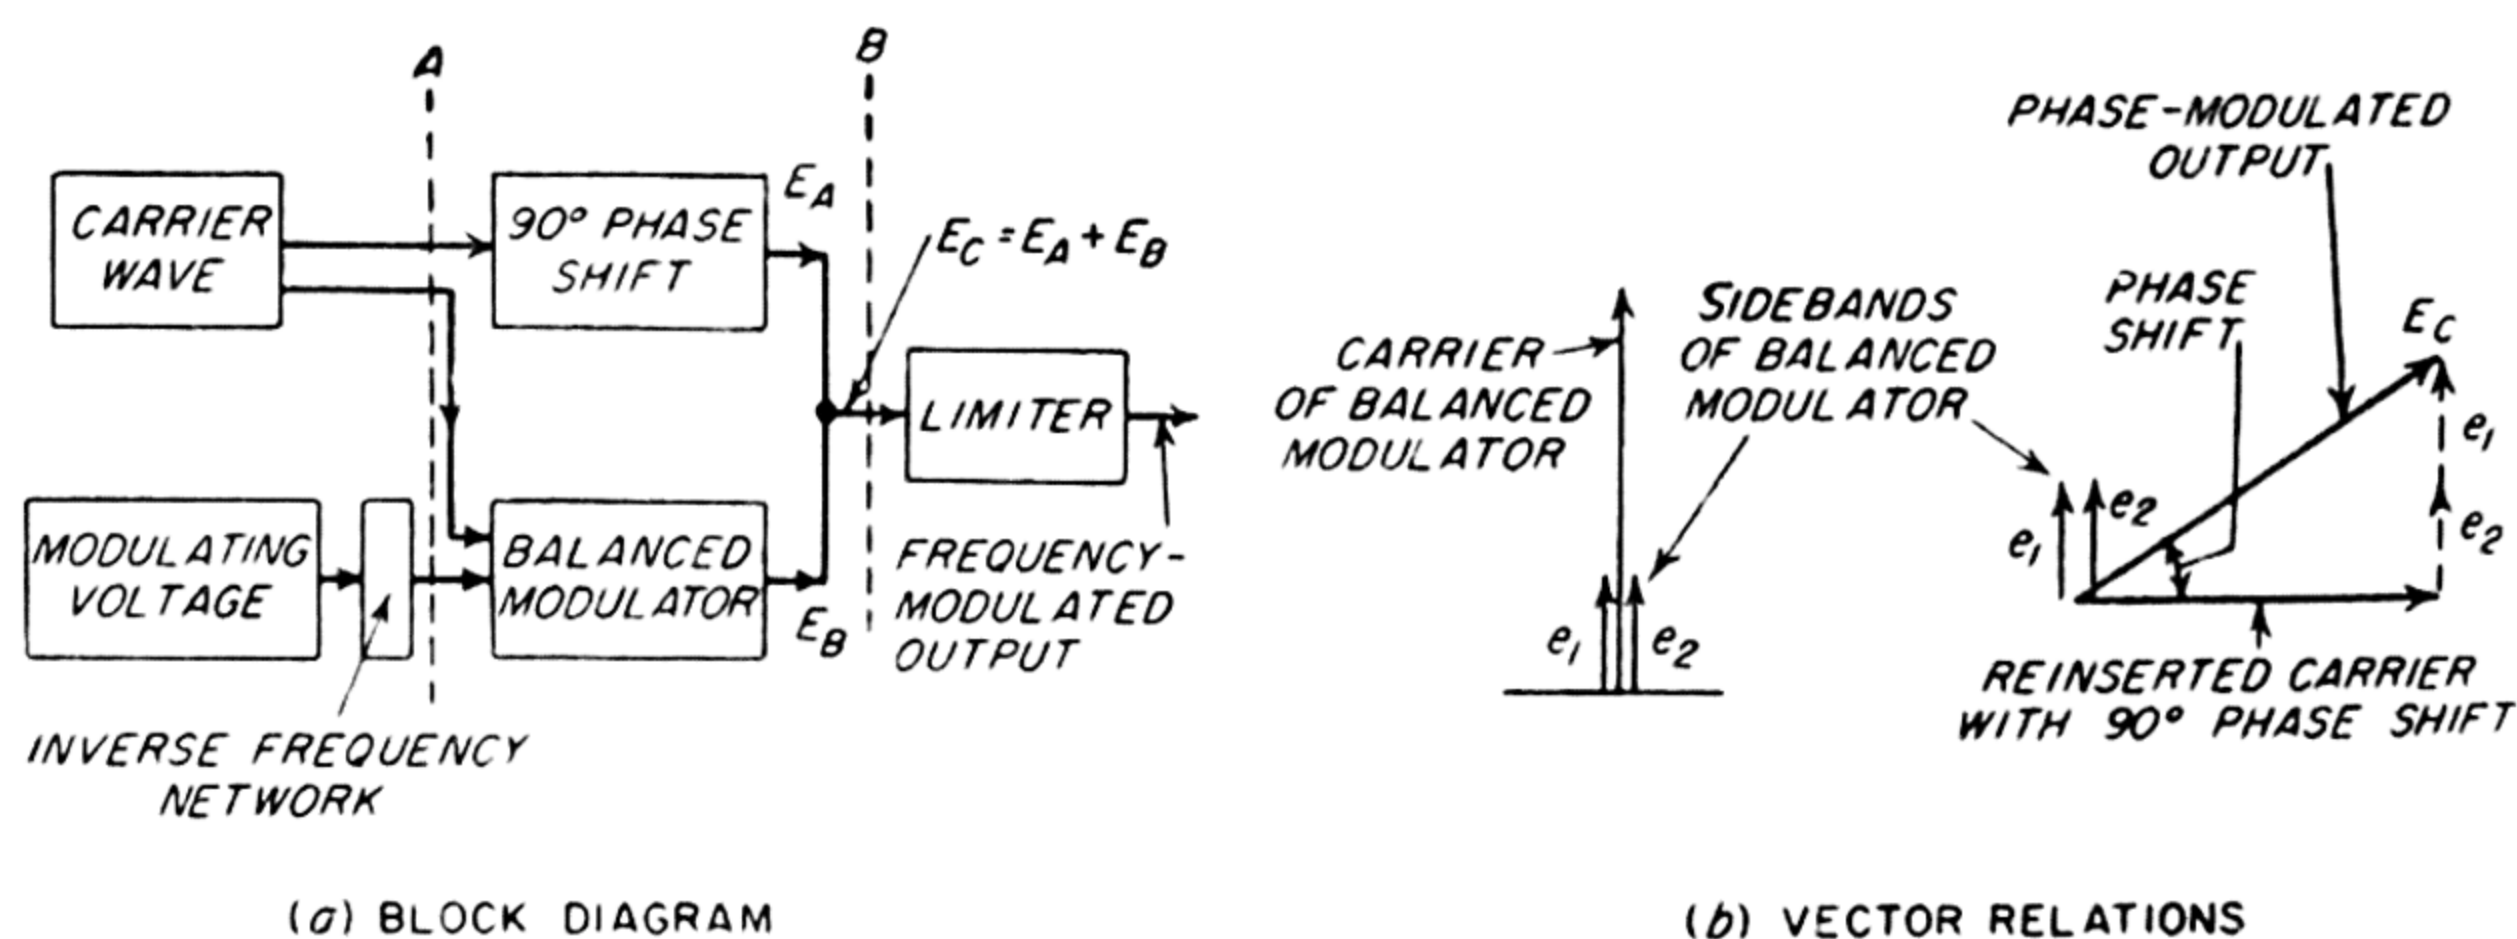 A
B
CARRIER
WAVE
90° PHASE
SHIFT
E_A
E_C = E_A + E_B
LIMITER
MODULATING
VOLTAGE
BALANCED
MODULATOR
E_B
FREQUENCY-
MODULATED
OUTPUT
INVERSE FREQUENCY
NETWORK
(a) BLOCK DIAGRAM
CARRIER
OF BALANCED
MODULATOR
SIDEBANDS
OF BALANCED
MODULATOR
e_1
e_2
PHASE-MODULATED
OUTPUT
PHASE
SHIFT
E_C
e_1
e_2
e_1
e_2
REINSERTED CARRIER
WITH 90° PHASE SHIFT
(b) VECTOR RELATIONS